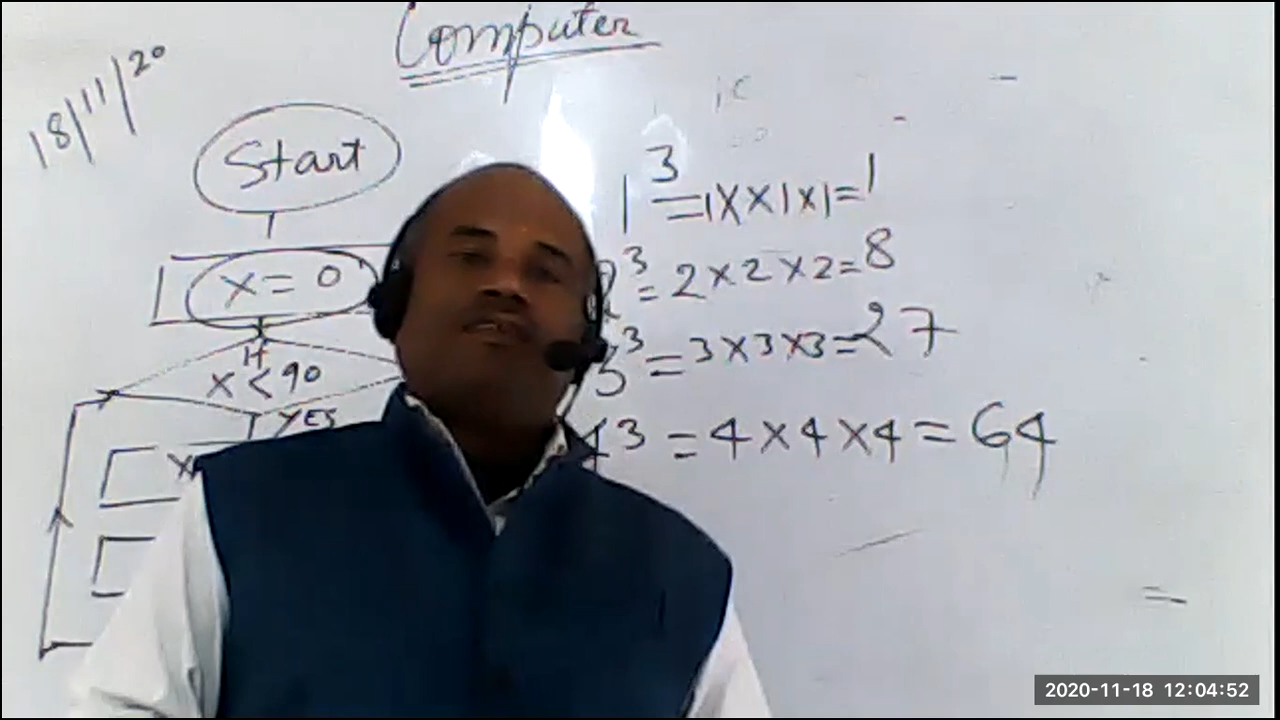 Computer
18/11/20
Start
x = 0
If
x < 90
YES
x
1³ = 1 X x 1 x 1 = 1
2³ = 2 x 2 x 2 = 8
3³ = 3 x 3 x 3 = 27
4³ = 4 x 4 x 4 = 64
2020-11-18 12:04:52